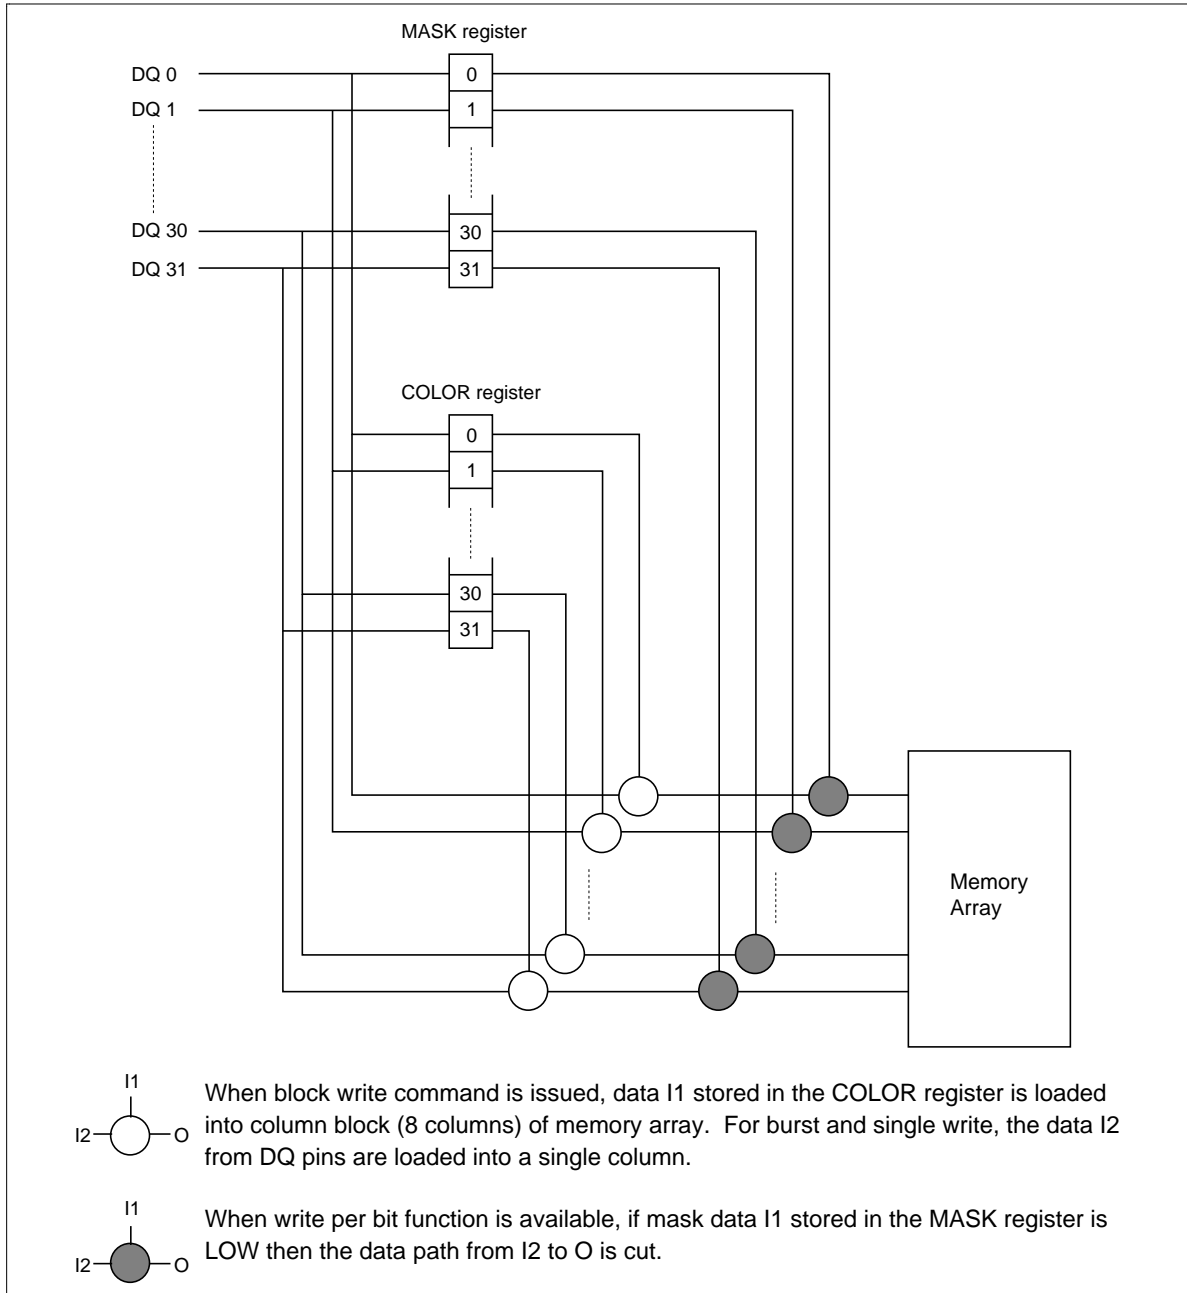 MASK register
DQ 0
0
DQ 1
1
DQ 30
30
DQ 31
31
COLOR register
0
1
30
31
Memory
Array
I1
I2
O
When block write command is issued, data I1 stored in the COLOR register is loaded
into column block (8 columns) of memory array. For burst and single write, the data I2
from DQ pins are loaded into a single column.
I1
I2
O
When write per bit function is available, if mask data I1 stored in the MASK register is
LOW then the data path from I2 to O is cut.